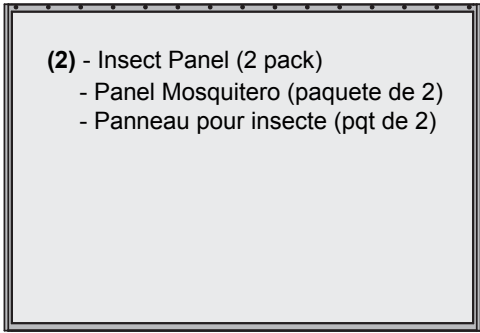 (2) - Insect Panel (2 pack)
- Panel Mosquitero (paquete de 2)
- Panneau pour insecte (pqt de 2)